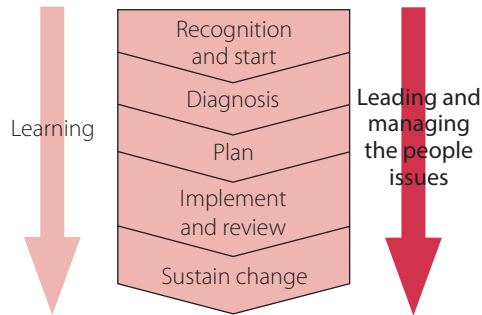 Recognition
and start
Diagnosis
Plan
Implement
and review
Sustain change
Learning
Leading and
managing
the people
issues